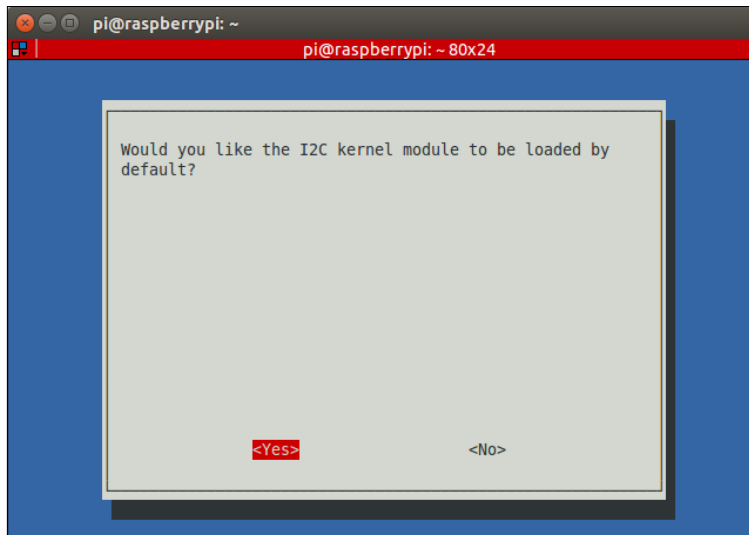 pi@raspberrypi: ~
pi@raspberrypi: ~ 80x24
Would you like the I2C kernel module to be loaded by
default?
<Yes> <No>